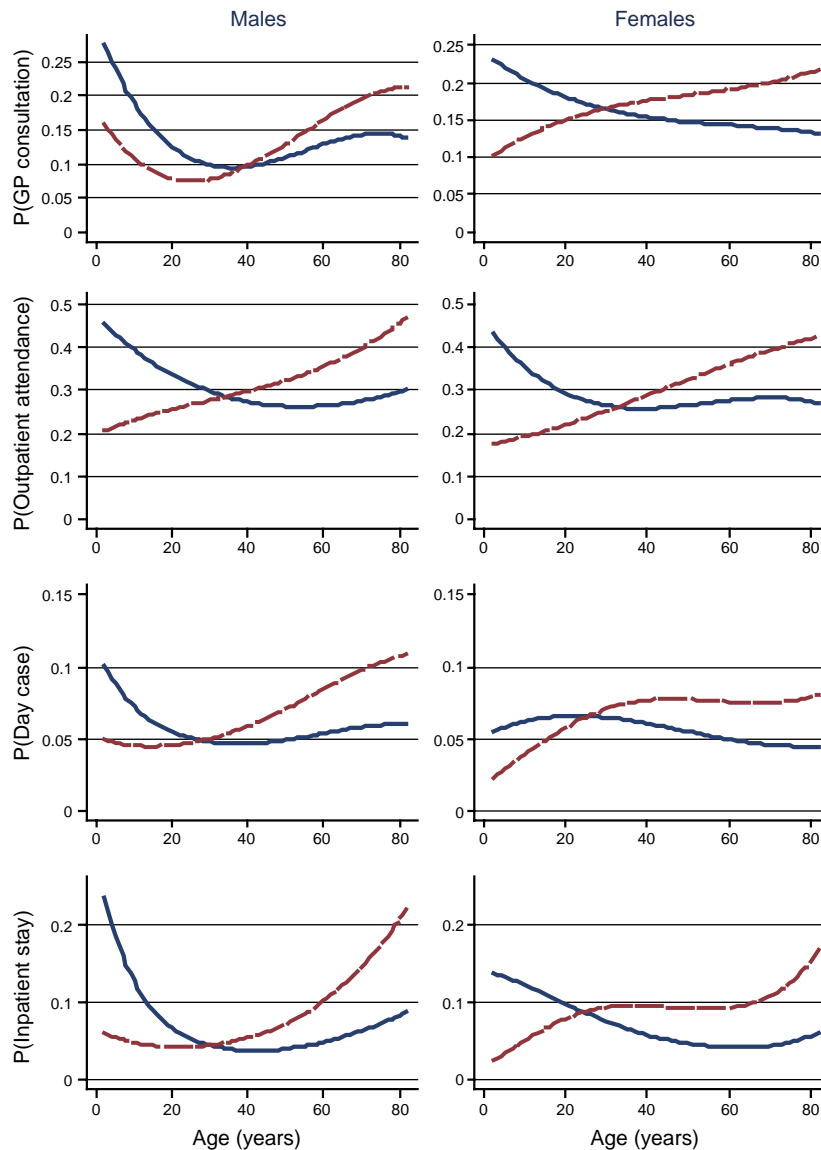 Males Females
P(GP consultation)
0.25
0.2
0.15
0.1
0.05
0
0 20 40 60 80
0.25
0.2
0.15
0.1
0.05
0
0 20 40 60 80
P(Outpatient attendance)
0.5
0.4
0.3
0.2
0.1
0
0 20 40 60 80
0.5
0.4
0.3
0.2
0.1
0
0 20 40 60 80
P(Day case)
0.15
0.1
0.05
0
0 20 40 60 80
0.15
0.1
0.05
0
0 20 40 60 80
P(Inpatient stay)
0.2
0.1
0
0 20 40 60 80
Age (years)
0.2
0.1
0
0 20 40 60 80
Age (years)